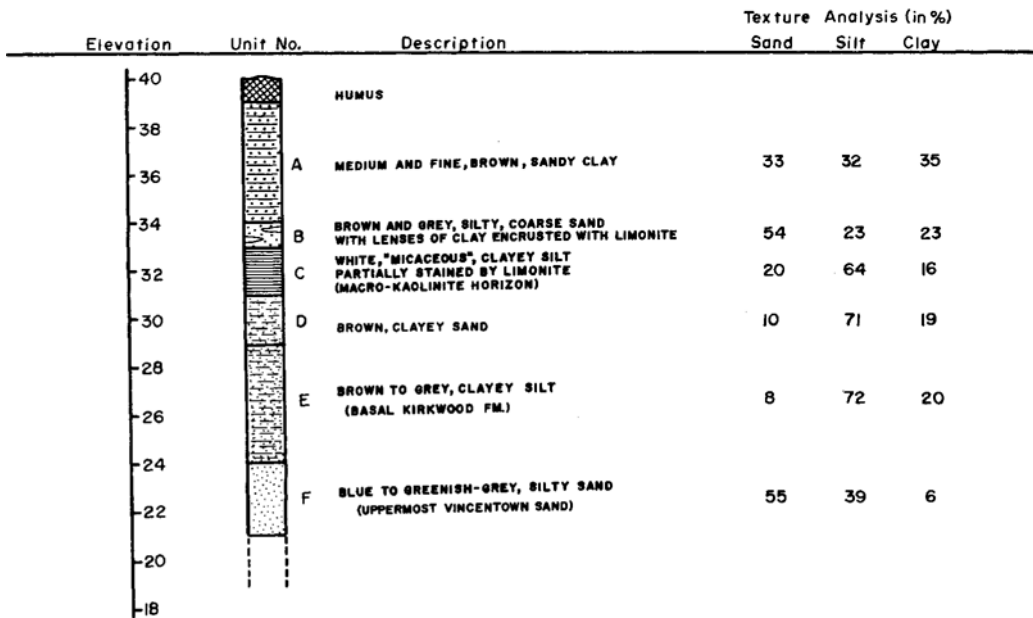 Texture Analysis (in %)
Elevation Unit No. Description Sand Silt Clay
40
HUMUS
38
A MEDIUM AND FINE, BROWN, SANDY CLAY 33 32 35
36
34
BROWN AND GREY, SILTY, COARSE SAND
B WITH LENSES OF CLAY ENCRUSTED WITH LIMONITE 54 23 23
WHITE, "MICACEOUS", CLAYEY SILT
32 C PARTIALLY STAINED BY LIMONITE 20 64 16
(MACRO-KAOLINITE HORIZON)
30 D BROWN, CLAYEY SAND 10 71 19
28
E BROWN TO GREY, CLAYEY SILT 8 72 20
(BASAL KIRKWOOD FM.)
26
24
F BLUE TO GREENISH-GREY, SILTY SAND 55 39 6
(UPPERMOST VINCENTOWN SAND)
22
20
18